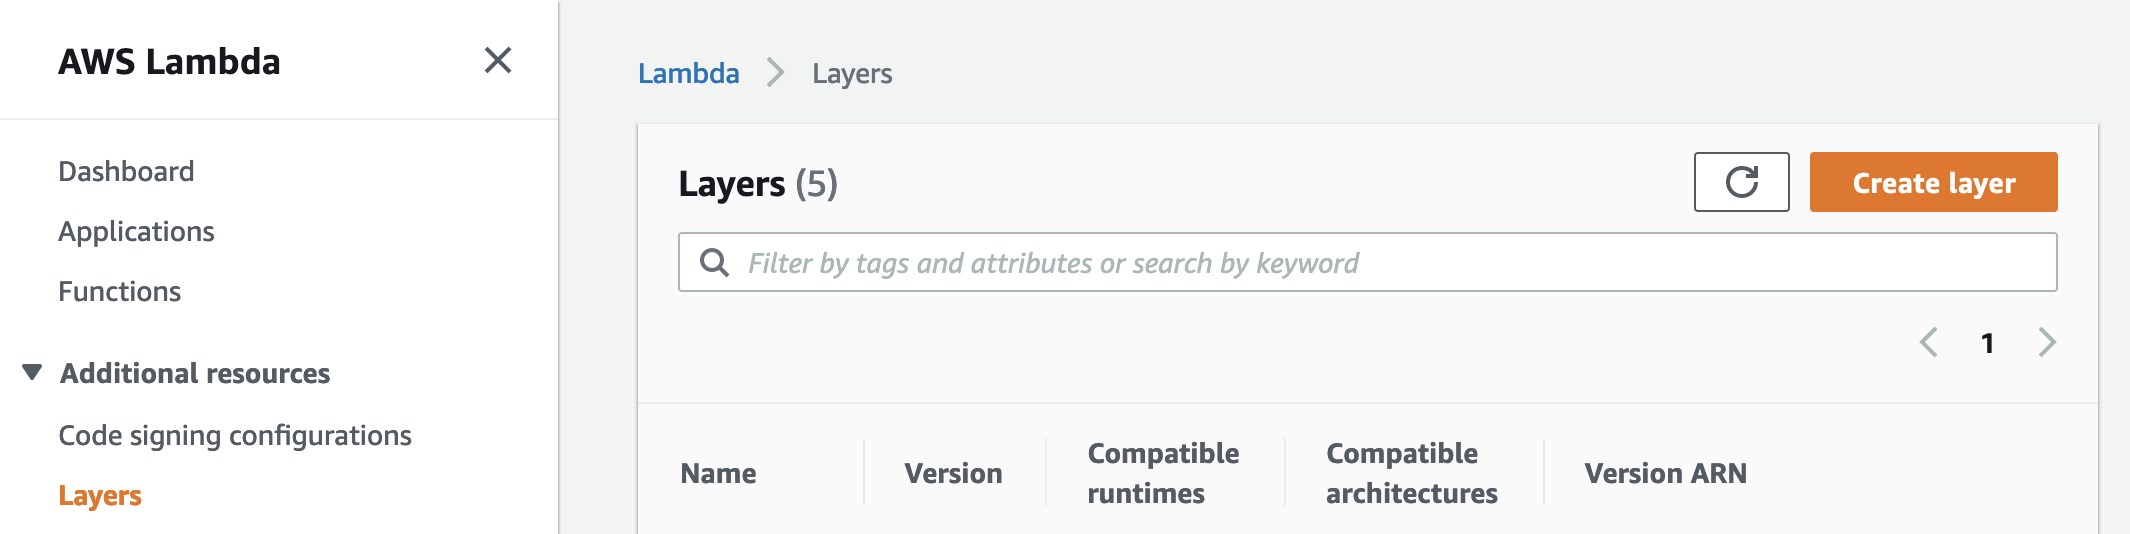 AWS Lambda
Dashboard
Applications
Functions
Additional resources
Code signing configurations
Layers
Lambda > Layers
Layers (5)
Create layer
Filter by tags and attributes or search by keyword
1
Name
Version
Compatible
runtimes
Compatible
architectures
Version ARN